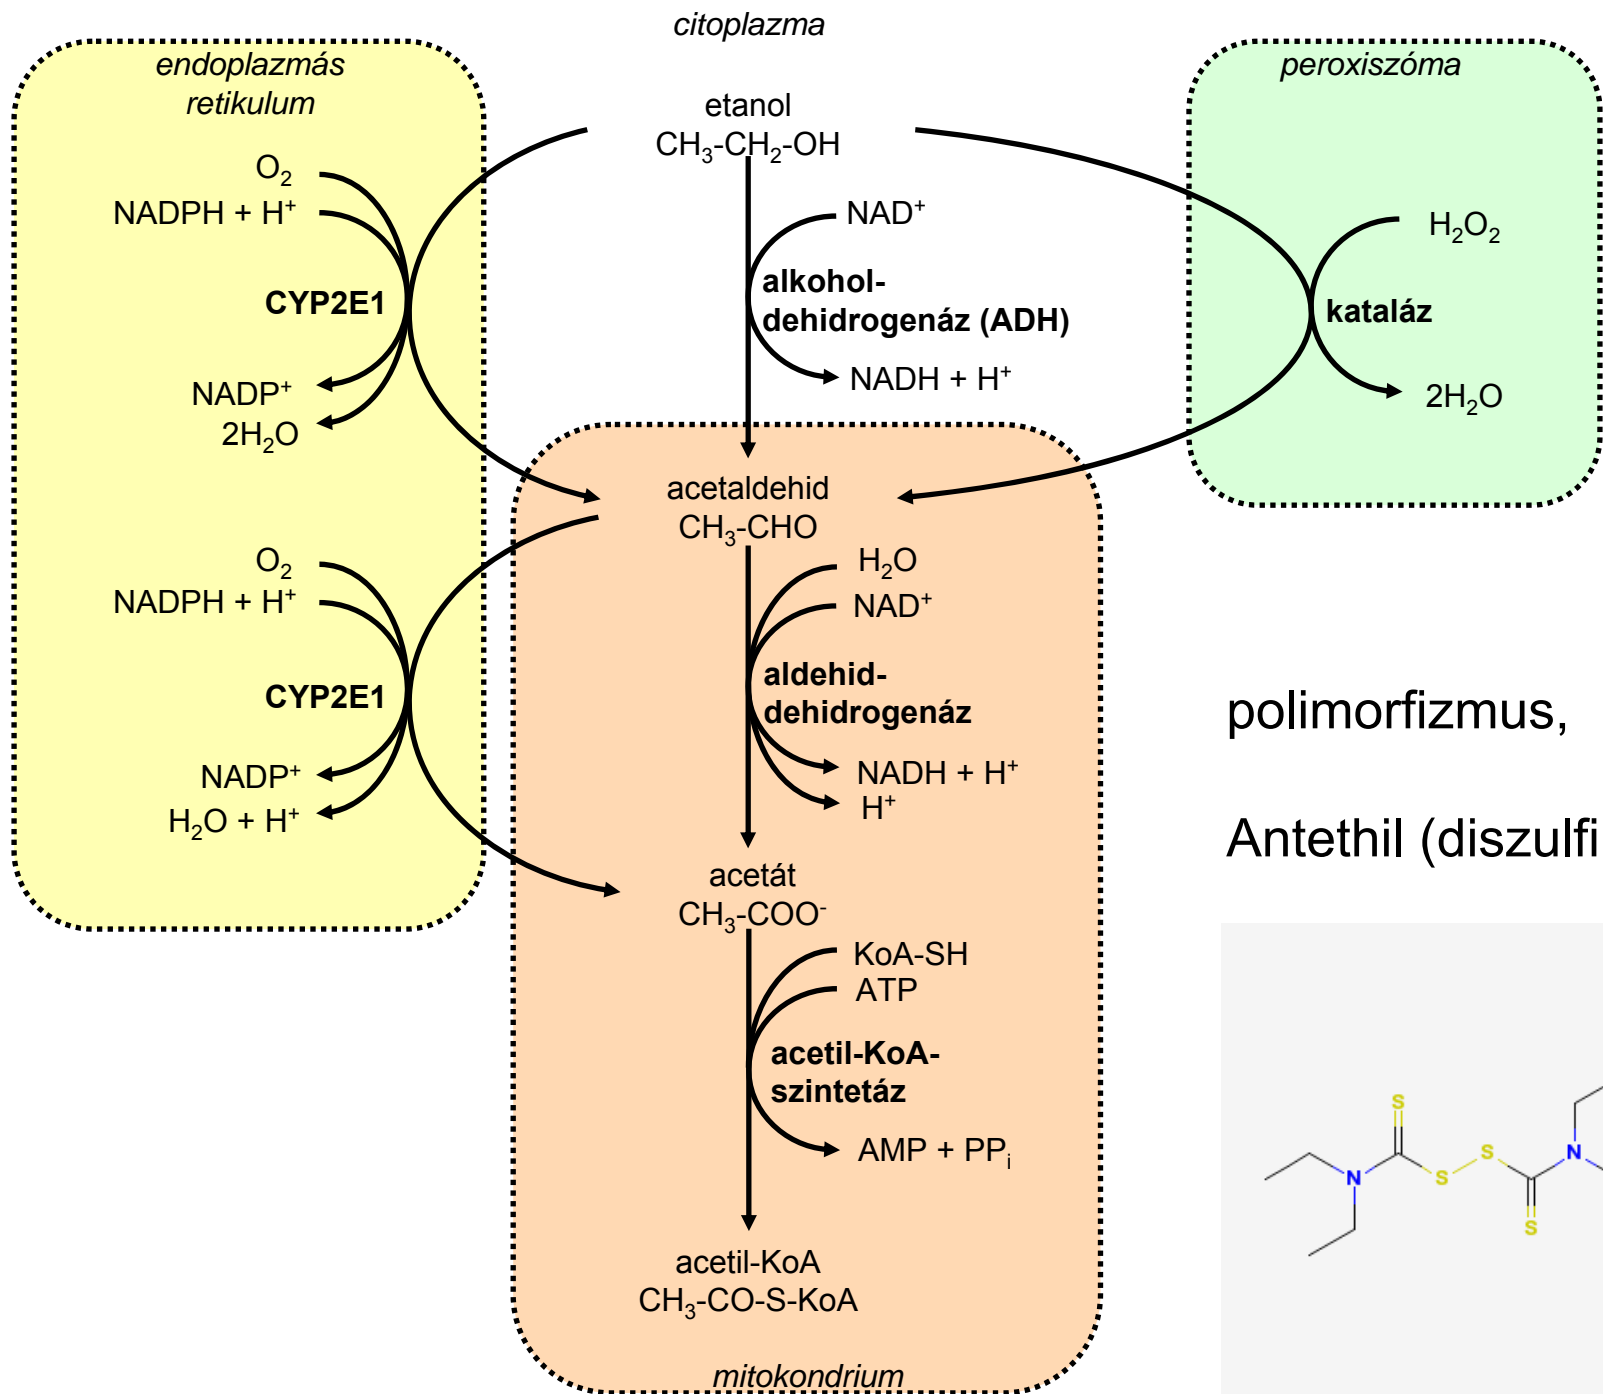 citoplazma
endoplazmás
retikulum
peroxiszóma
etanol
CH₃-CH₂-OH
O₂
NADPH + H⁺
CYP2E1
NADP⁺
2H₂O
NAD⁺
alkohol-
dehidrogenáz (ADH)
NADH + H⁺
H₂O₂
kataláz
2H₂O
acetaldehid
CH₃-CHO
O₂
NADPH + H⁺
CYP2E1
NADP⁺
H₂O + H⁺
H₂O
NAD⁺
aldehid-
dehidrogenáz
NADH + H⁺
H⁺
polimorfizmus,
Antethil (diszulfi
acetát
CH₃-COO⁻
KoA-SH
ATP
acetil-KoA-
szintetáz
AMP + PPᵢ
acetil-KoA
CH₃-CO-S-KoA
mitokondrium
S
N
S
S
N
S